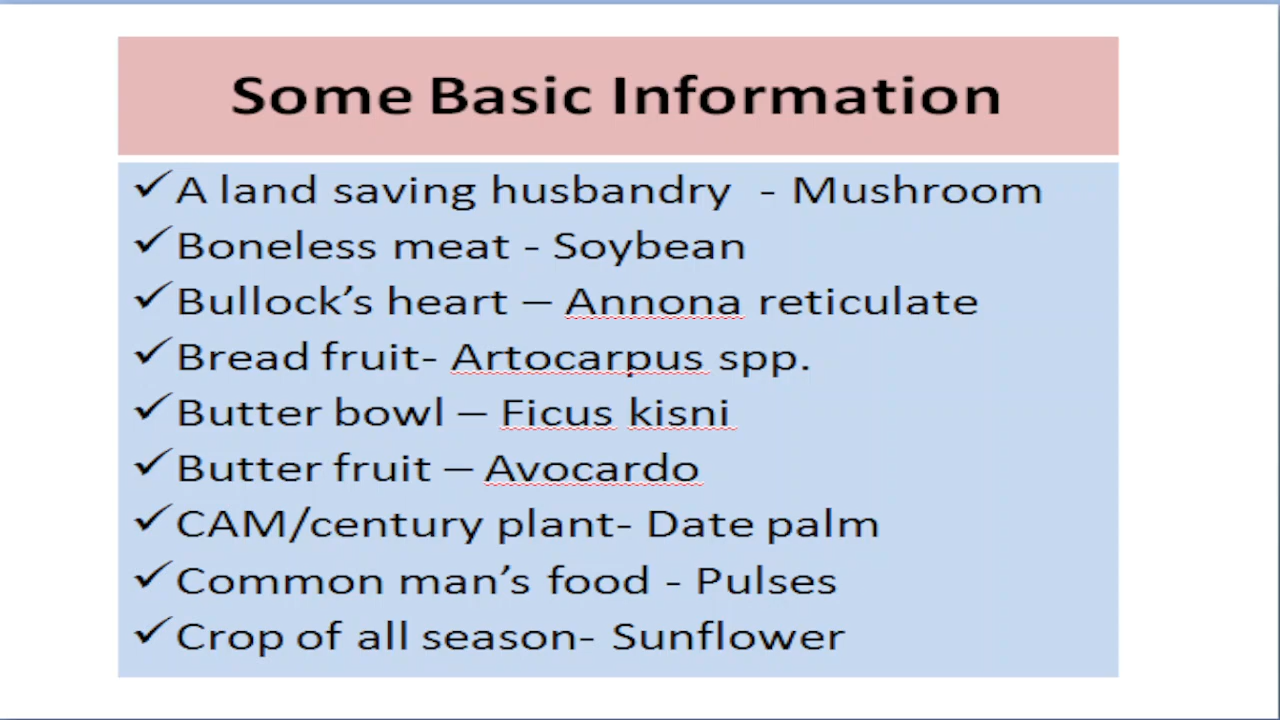 Some Basic Information
✓A land saving husbandry - Mushroom
✓Boneless meat - Soybean
✓Bullock’s heart – Annona reticulate
✓Bread fruit- Artocarpus spp.
✓Butter bowl – Ficus kisni
✓Butter fruit – Avocardo
✓CAM/century plant- Date palm
✓Common man’s food - Pulses
✓Crop of all season- Sunflower